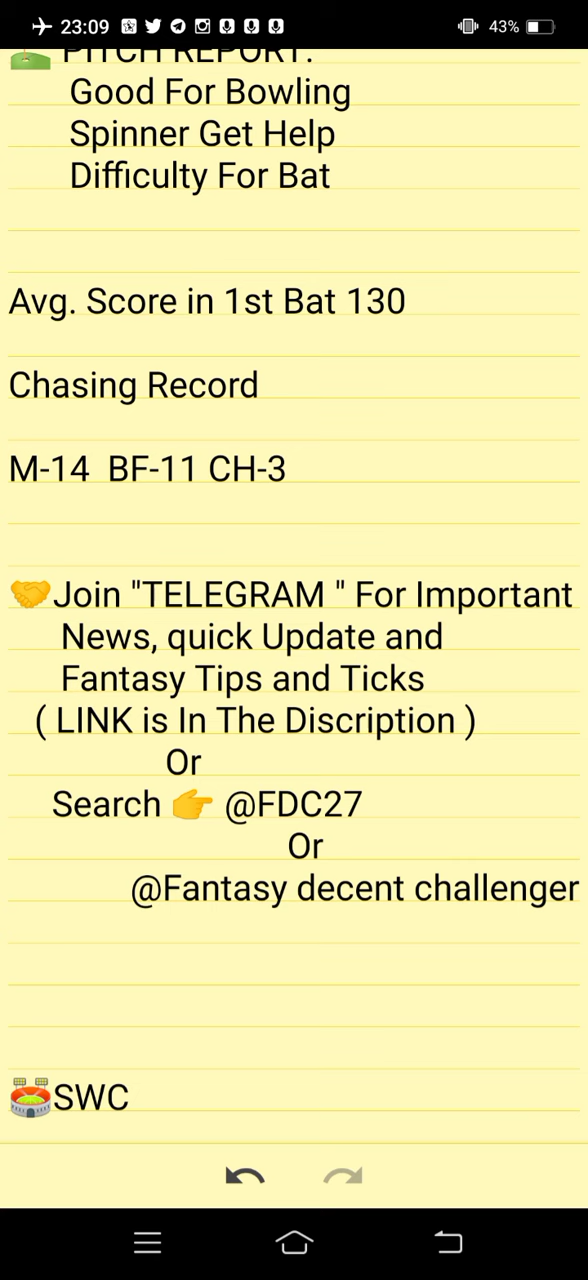 23:09
43%
PITCH REPORT:
Good For Bowling
Spinner Get Help
Difficulty For Bat
Avg. Score in 1st Bat 130
Chasing Record
M-14 BF-11 CH-3
🤝Join "TELEGRAM " For Important
News, quick Update and
Fantasy Tips and Ticks
( LINK is In The Discription )
Or
Search 👉 @FDC27
Or
@Fantasy decent challenger
🏟️SWC